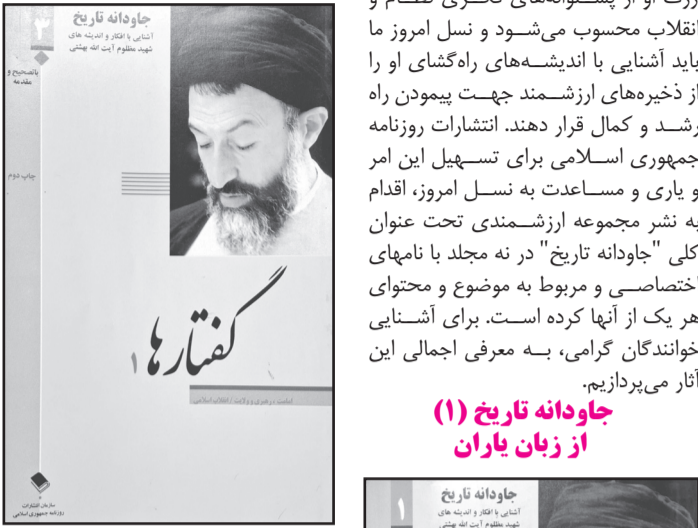 انقلاب محسوب می‌شود و نسل امروز ما
باید آشنایی با اندیشه‌های راه‌گشای او را
از ذخیره‌های ارزشمند جهت پیمودن راه
رشد و کمال قرار دهند. انتشارات روزنامه
جمهوری اسلامی برای تسهیل این امر
و یاری و مساعدت به نسل امروز، اقدام
به نشر مجموعه ارزشمندی تحت عنوان
کلی "جاودانه تاریخ" در نه مجلد با نامهای
اختصاصی و مربوط به موضوع و محتوای
هر یک از آنها کرده است. برای آشنایی
خوانندگان گرامی، به معرفی اجمالی این
آثار می‌پردازیم.
جاودانه تاریخ (۱)
از زبان یاران
جاودانه تاریخ
آشنایی با افکار و اندیشه های
شهید مظلوم آیت الله بهشتی
۱
جاودانه تاریخ
آشنایی با افکار و اندیشه های
شهید مظلوم آیت الله بهشتی
۳
باتصحیح و
مقدمه
چاپ دوم
گفتارها ۱
امامت ، رهبری و ولایت / انقلاب اسلامی
سازمان انتشارات
روزنامه جمهوری اسلامی